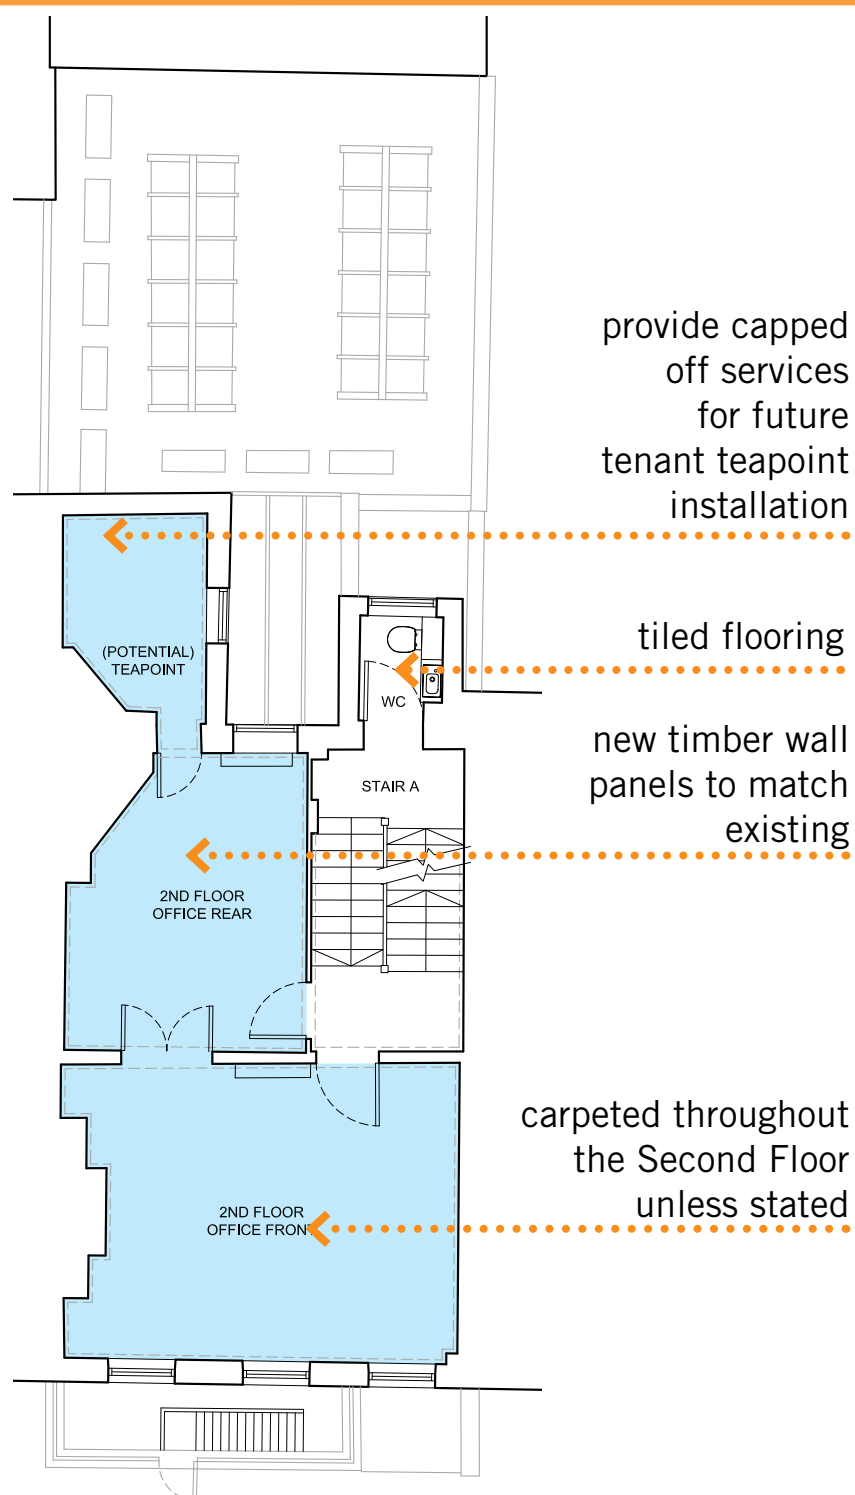 provide capped
off services
for future
tenant teapoint
installation
(POTENTIAL)
TEAPOINT
tiled flooring
WC
new timber wall
panels to match
existing
STAIR A
2ND FLOOR
OFFICE REAR
carpeted throughout
the Second Floor
unless stated
2ND FLOOR
OFFICE FRONT